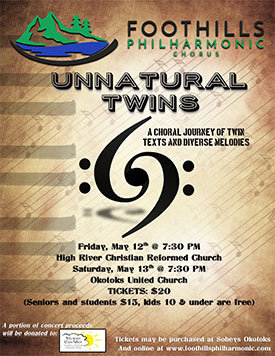 FOOTHILLS
PHILHARMONIC
CHORUS
UNNATURAL
TWINS
A CHORAL JOURNEY OF TWIN
TEXTS AND DIVERSE MELODIES
Friday, May 12th @ 7:30 PM
High River Christian Reformed Church
Saturday, May 13th @ 7:30 PM
Okotoks United Church
TICKETS: $20
(Seniors and students $15, kids 10 & under are free)
A portion of concert proceeds
will be donated to:
Tickets may be purchased at Sobeys Okotoks
And online at www.foothillsphilharmonic.com